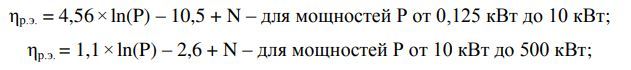 ηр.э. = 4,56 × ln(P) – 10,5 + N – для мощностей P от 0,125 кВт до 10 кВт;
ηр.э. = 1,1 × ln(P) – 2,6 + N – для мощностей P от 10 кВт до 500 кВт;